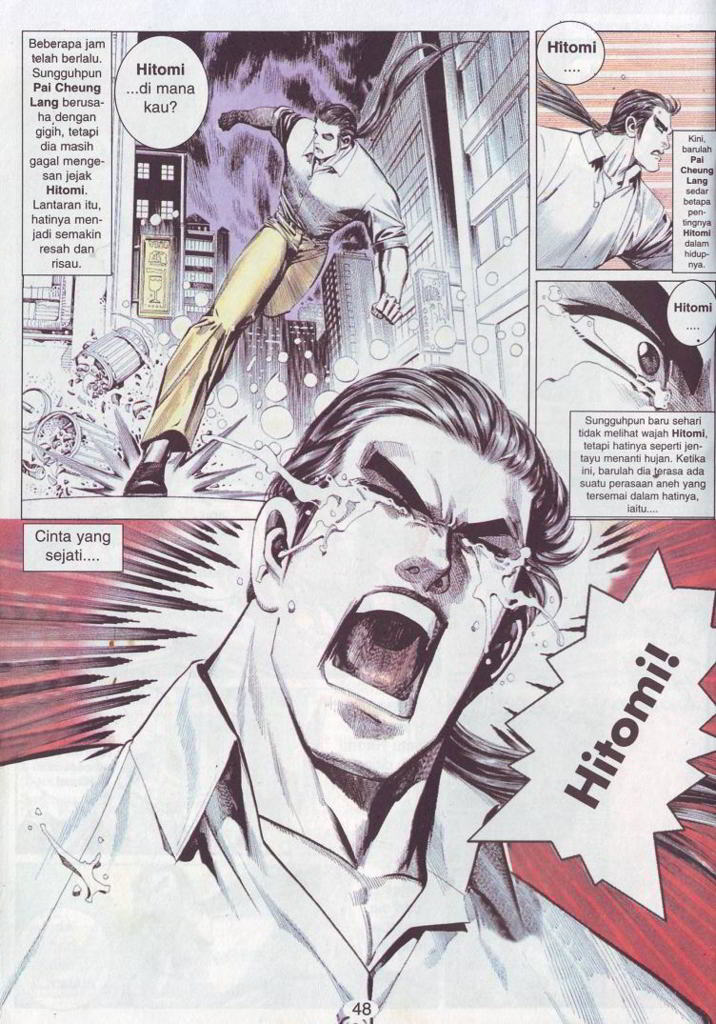 Beberapa jam
telah berlalu.
Sungguhpun
Pai Cheung
Lang berusa-
ha dengan
gigih, tetapi
dia masih
gagal menge-
san jejak
Hitomi.
Lantaran itu,
hatinya men-
jadi semakin
resah dan
risau.
Hitomi
...di mana
kau?
Hitomi
....
Kini,
barulah
Pai
Cheung
Lang
sedar
betapa
pen-
tingnya
Hitomi
dalam
hidup-
nya.
Hitomi
....
Sungguhpun baru sehari
tidak melihat wajah Hitomi,
tetapi hatinya seperti jen-
tayu menanti hujan. Ketika
ini, barulah dia terasa ada
suatu perasaan aneh yang
tersemai dalam hatinya,
iaitu....
Cinta yang
sejati....
Hitomi!
48